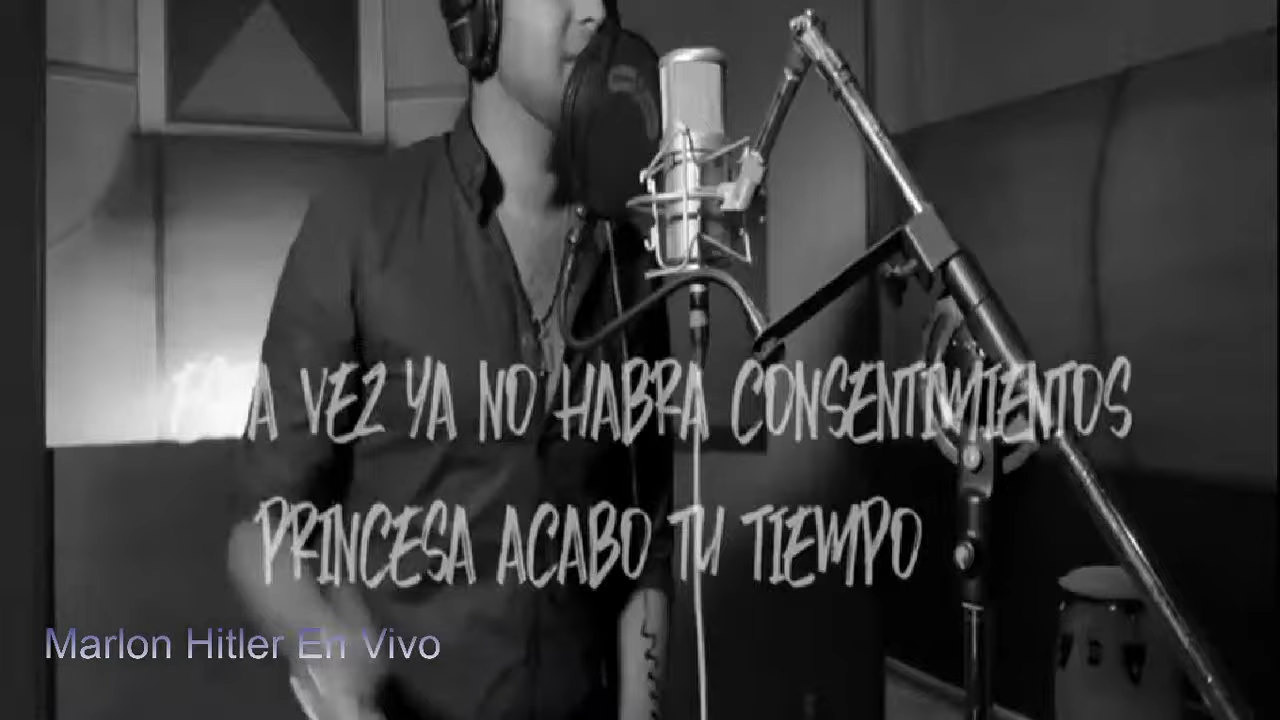 A VEZ YA NO HABRA CONSENTIMIENTOS
PRINCESA ACABO TU TIEMPO
Marlon Hitler En Vivo